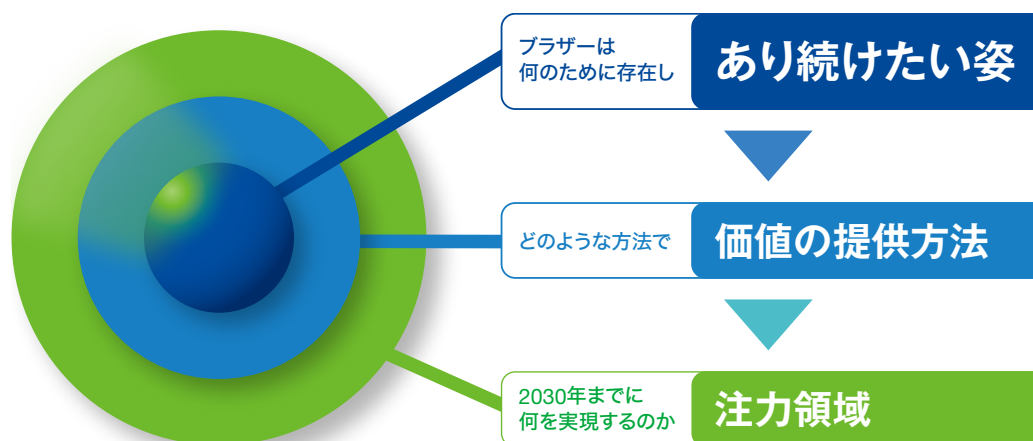 ブラザーは
何のために存在し
あり続けたい姿
どのような方法で
価値の提供方法
2030年までに
何を実現するのか
注力領域